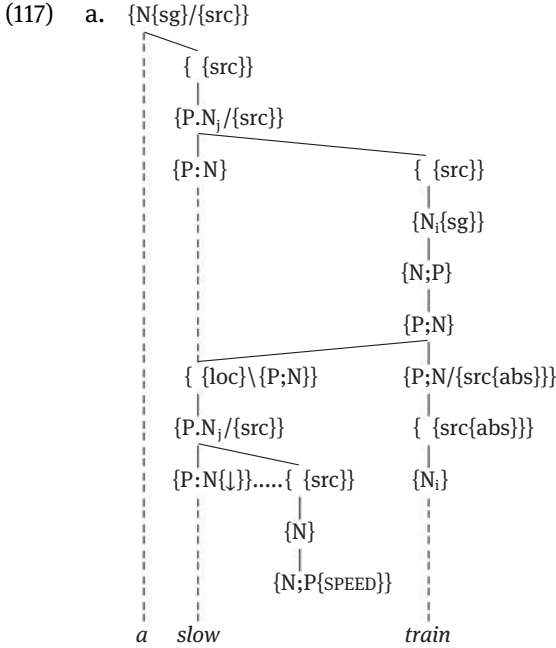 (117) a. {N{sg}/{src}}
{ {src}}
{P.Nj/{src}}
{P:N} { {src}}
{Ni{sg}}
{N;P}
{P;N}
{ {loc}\{P;N}} {P;N/{src{abs}}}
{P.Nj/{src}} { {src{abs}}}
{P:N{↓}}.....{ {src}} {Ni}
{N}
{N;P{SPEED}}
a slow train